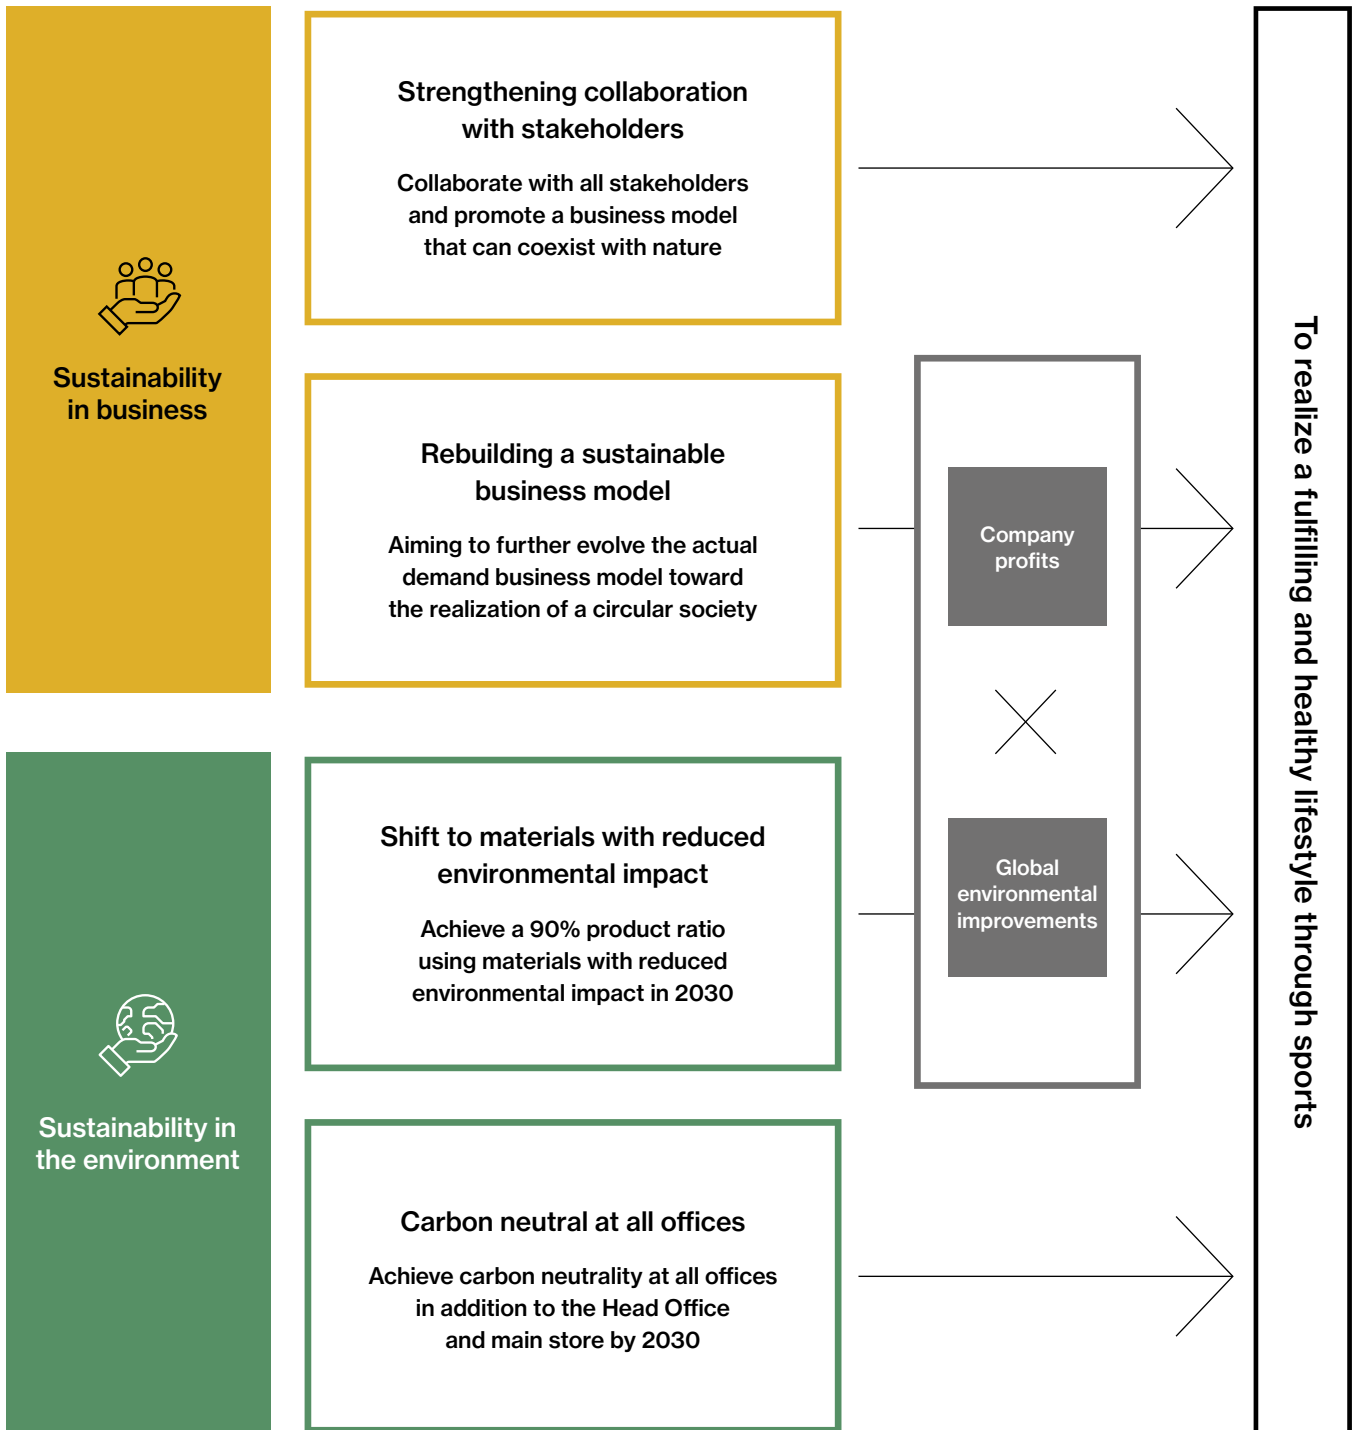 Sustainability
in business
Strengthening collaboration
with stakeholders
Collaborate with all stakeholders
and promote a business model
that can coexist with nature
Rebuilding a sustainable
business model
Aiming to further evolve the actual
demand business model toward
the realization of a circular society
Sustainability in
the environment
Shift to materials with reduced
environmental impact
Achieve a 90% product ratio
using materials with reduced
environmental impact in 2030
Carbon neutral at all offices
Achieve carbon neutrality at all offices
in addition to the Head Office
and main store by 2030
Company
profits
Global
environmental
improvements
To realize a fulfilling and healthy lifestyle through sports